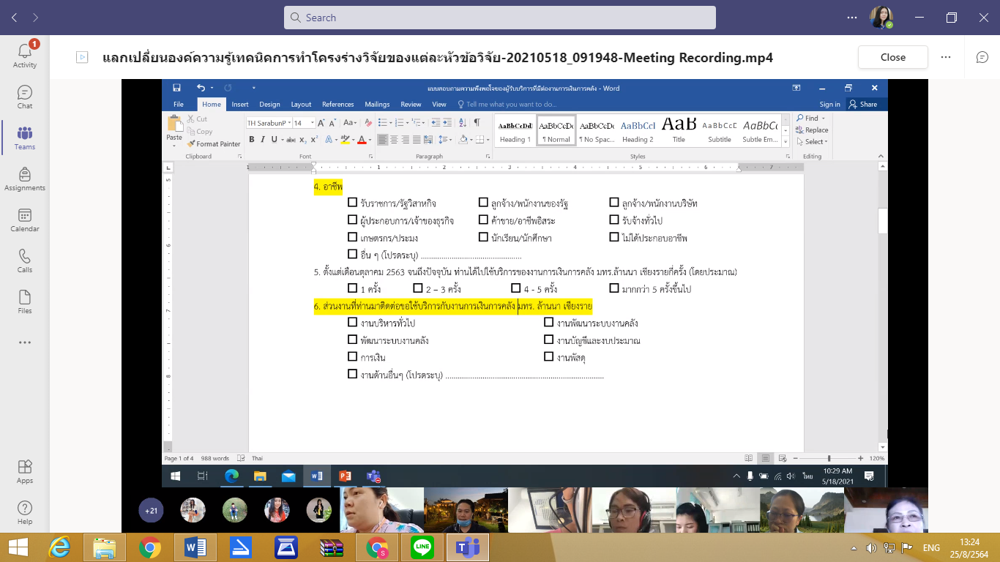 Search
Activity
1
Chat
Teams
Assignments
Calendar
Calls
Files
Apps
Help
แลกเปลี่ยนองค์ความรู้เทคนิคการทำโครงร่างวิจัยของแต่ละหัวข้อวิจัย-20210518_091948-Meeting Recording.mp4
Close
แบบสอบถามความพึงพอใจของผู้รับบริการที่มีต่องานการเงินการคลัง - Word
File Home Insert Design Layout References Mailings Review View Tell me what you want to do... Sign in Share
Paste
Cut
Copy
Format Painter
Clipboard
TH SarabunP 14
Font
Paragraph
AaBbCcDd AaBbCcDc AaBbCcDc AaBbCcI AaB AaBbCcD AaBbCc
Heading 1 ¶ Normal ¶ No Spac... Heading 2 Title Subtitle Subtle Em...
Styles
Find
Replace
Select
Editing
1 1 2 3 4 5 6 7
5
6
7
8
4. อาชีพ
รับราชการ/รัฐวิสาหกิจ ลูกจ้าง/พนักงานของรัฐ ลูกจ้าง/พนักงานบริษัท
ผู้ประกอบการ/เจ้าของธุรกิจ ค้าขาย/อาชีพอิสระ รับจ้างทั่วไป
เกษตรกร/ประมง นักเรียน/นักศึกษา ไม่ได้ประกอบอาชีพ
อื่น ๆ (โปรดระบุ) .................................................
5. ตั้งแต่เดือนตุลาคม 2563 จนถึงปัจจุบัน ท่านได้ไปใช้บริการของงานการเงินการคลัง มทร.ล้านนา เชียงรายกี่ครั้ง (โดยประมาณ)
1 ครั้ง 2 – 3 ครั้ง 4 - 5 ครั้ง มากกว่า 5 ครั้งขึ้นไป
6. ส่วนงานที่ท่านมาติดต่อขอใช้บริการกับงานการเงินการคลัง มทร. ล้านนา เชียงราย
งานบริหารทั่วไป งานพัฒนาระบบงานคลัง
พัฒนาระบบงานคลัง งานบัญชีและงบประมาณ
การเงิน งานพัสดุ
งานด้านอื่นๆ (โปรดระบุ) .............................................................................
Page 1 of 4 988 words Thai 120%
ไทย
10:29 AM
5/18/2021
+21
ENG
13:24
25/8/2564